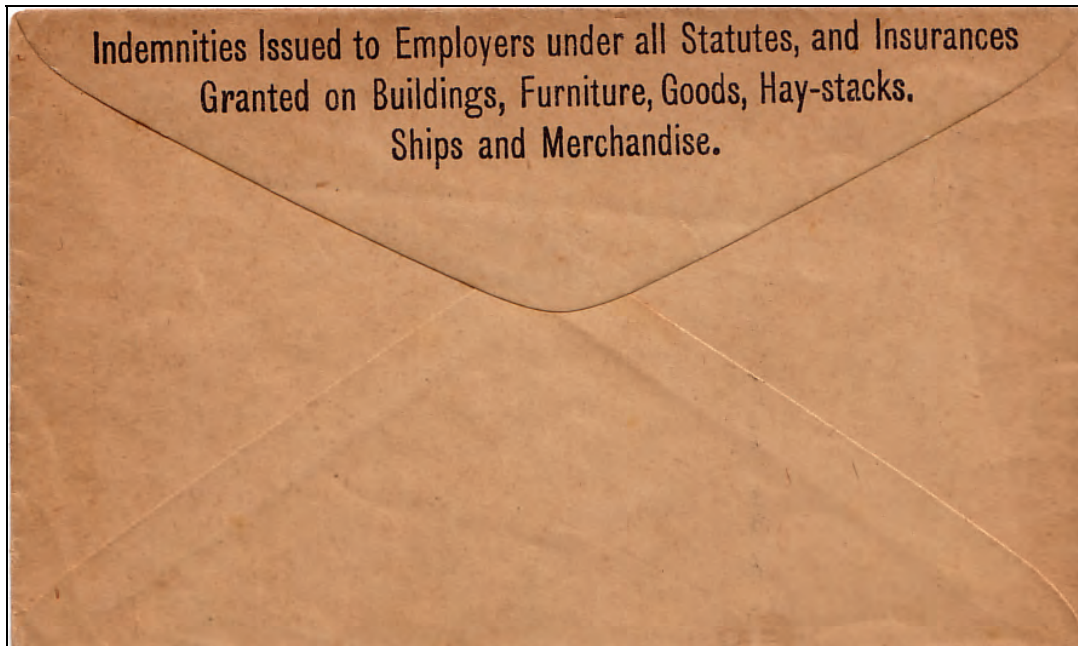 Indemnities Issued to Employers under all Statutes, and Insurances
Granted on Buildings, Furniture, Goods, Hay-stacks.
Ships and Merchandise.